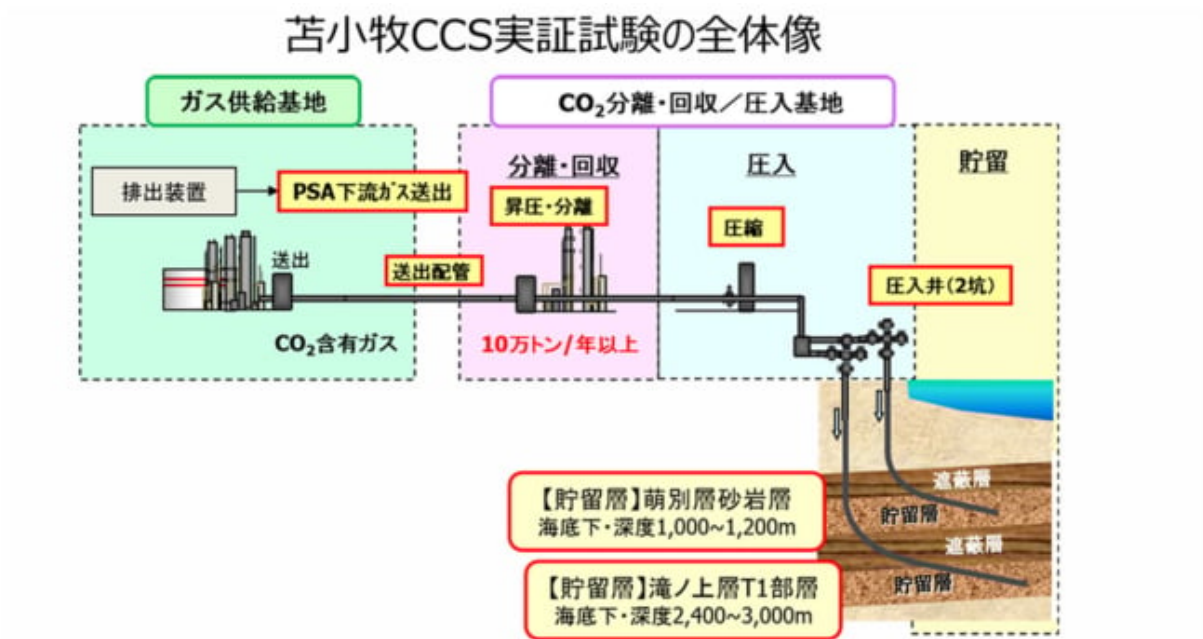 苫小牧CCS実証試験の全体像
ガス供給基地
CO₂分離・回収／圧入基地
排出装置
PSA下流ガス送出
送出
送出配管
CO₂含有ガス
分離・回収
昇圧・分離
10万トン/年以上
圧入
圧縮
圧入井(2坑)
貯留
遮蔽層
貯留層
遮蔽層
貯留層
【貯留層】萌別層砂岩層
海底下・深度1,000~1,200m
【貯留層】滝ノ上層T1部層
海底下・深度2,400~3,000m